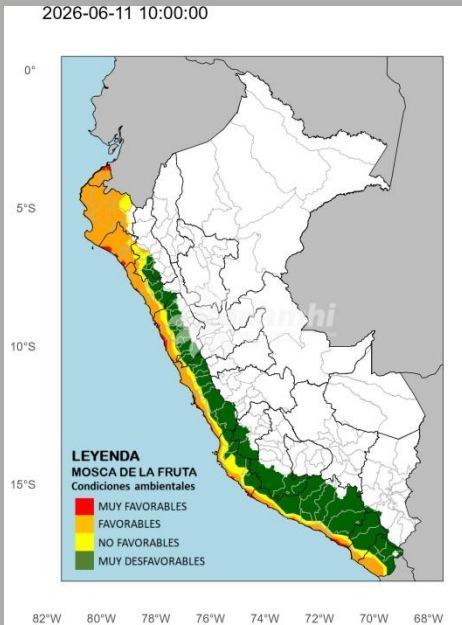 2026-06-11 10:00:00
0°
5°S
10°S
15°S
LEYENDA
MOSCA DE LA FRUTA
Condiciones ambientales
MUY FAVORABLES
FAVORABLES
NO FAVORABLES
MUY DESFAVORABLES
82°W 80°W 78°W 76°W 74°W 72°W 70°W 68°W